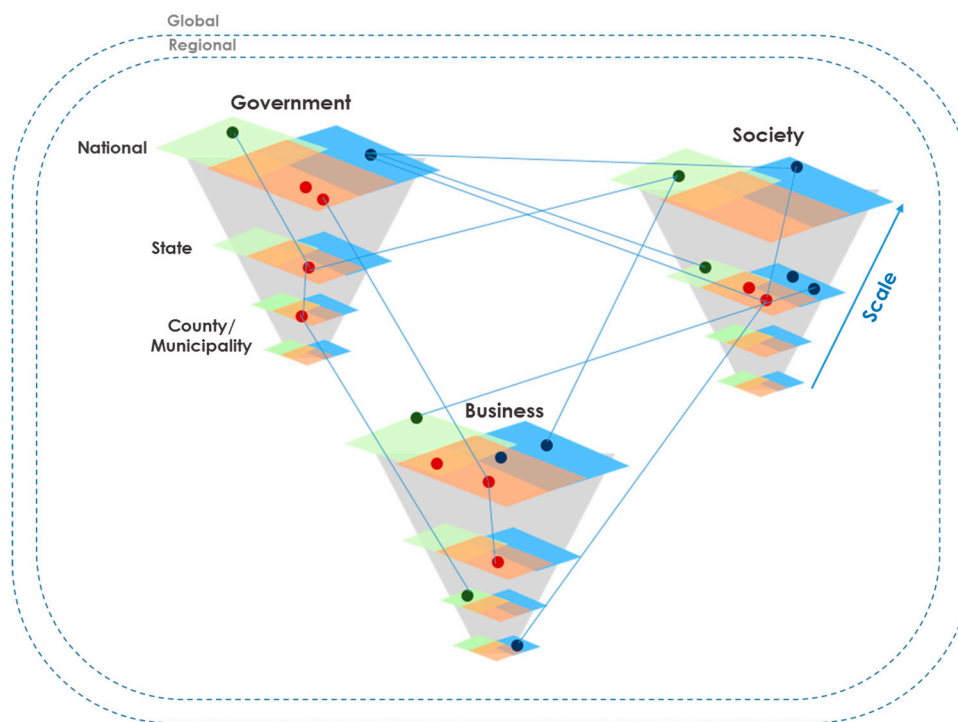 Global
Regional
Government
National
Society
State
Scale
County/
Municipality
Business